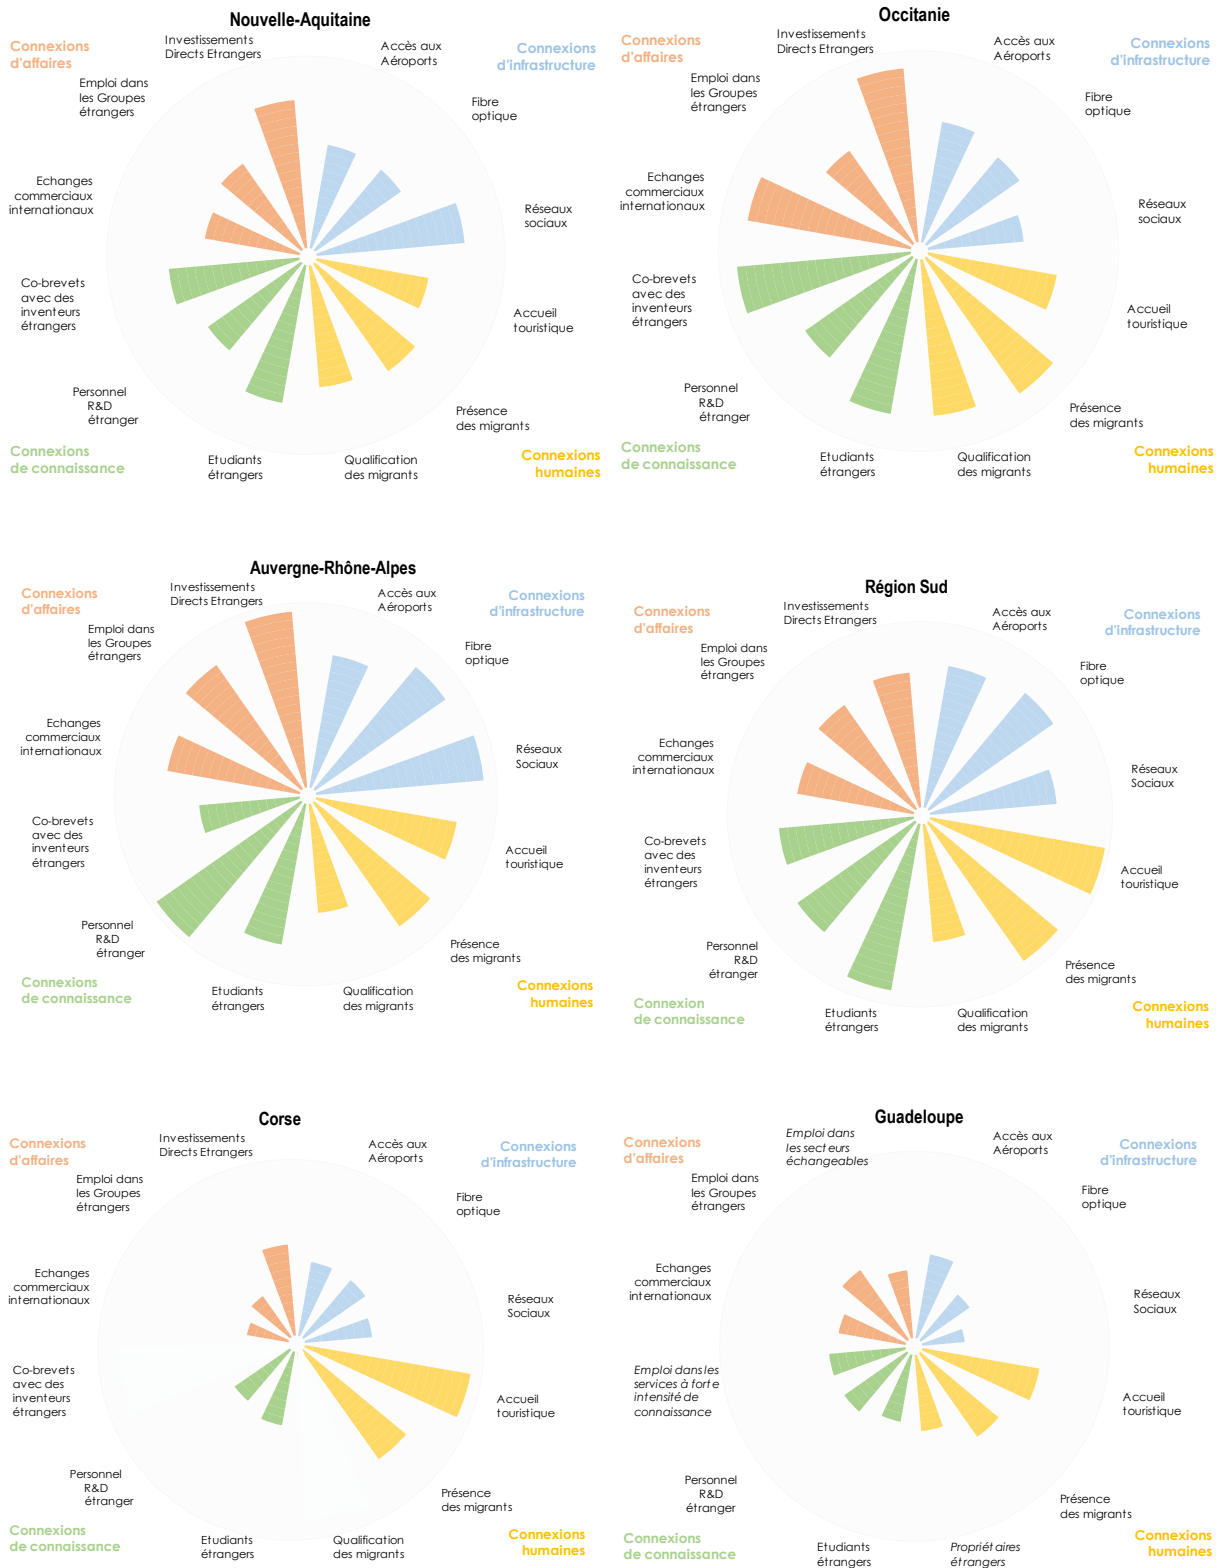 Nouvelle-Aquitaine
Connexions
d'affaires
Investissements
Directs Etrangers
Accès aux
Aéroports
Connexions
d'infrastructure
Emploi dans
les Groupes
étrangers
Fibre
optique
Echanges
commerciaux
internationaux
Réseaux
sociaux
Co-brevets
avec des
inventeurs
étrangers
Accueil
touristique
Personnel
R&D
étranger
Présence
des migrants
Connexions
de connaissance
Etudiants
étrangers
Qualification
des migrants
Connexions
humaines
Occitanie
Connexions
d'affaires
Investissements
Directs Etrangers
Accès aux
Aéroports
Connexions
d'infrastructure
Emploi dans
les Groupes
étrangers
Fibre
optique
Echanges
commerciaux
internationaux
Réseaux
sociaux
Co-brevets
avec des
inventeurs
étrangers
Accueil
touristique
Personnel
R&D
étranger
Présence
des migrants
Connexions
de connaissance
Etudiants
étrangers
Qualification
des migrants
Connexions
humaines
Auvergne-Rhône-Alpes
Connexions
d'affaires
Investissements
Directs Etrangers
Accès aux
Aéroports
Connexions
d'infrastructure
Emploi dans
les Groupes
étrangers
Fibre
optique
Echanges
commerciaux
internationaux
Réseaux
Sociaux
Co-brevets
avec des
inventeurs
étrangers
Accueil
touristique
Personnel
R&D
étranger
Présence
des migrants
Connexions
de connaissance
Etudiants
étrangers
Qualification
des migrants
Connexions
humaines
Région Sud
Connexions
d'affaires
Investissements
Directs Etrangers
Accès aux
Aéroports
Connexions
d'infrastructure
Emploi dans
les Groupes
étrangers
Fibre
optique
Echanges
commerciaux
internationaux
Réseaux
Sociaux
Co-brevets
avec des
inventeurs
étrangers
Accueil
touristique
Personnel
R&D
étranger
Présence
des migrants
Connexion
de connaissance
Etudiants
étrangers
Qualification
des migrants
Connexions
humaines
Corse
Connexions
d'affaires
Investissements
Directs Etrangers
Accès aux
Aéroports
Connexions
d'infrastructure
Emploi dans
les Groupes
étrangers
Fibre
optique
Echanges
commerciaux
internationaux
Réseaux
Sociaux
Co-brevets
avec des
inventeurs
étrangers
Accueil
touristique
Personnel
R&D
étranger
Présence
des migrants
Connexions
de connaissance
Etudiants
étrangers
Qualification
des migrants
Connexions
humaines
Guadeloupe
Connexions
d'affaires
Emploi dans
les secteurs
échangeables
Accès aux
Aéroports
Connexions
d'infrastructure
Emploi dans
les Groupes
étrangers
Fibre
optique
Echanges
commerciaux
internationaux
Réseaux
Sociaux
Emploi dans les
services à forte
intensité de
connaissance
Accueil
touristique
Personnel
R&D
étranger
Présence
des migrants
Connexions
de connaissance
Etudiants
étrangers
Propriétaires
étrangers
Connexions
humaines